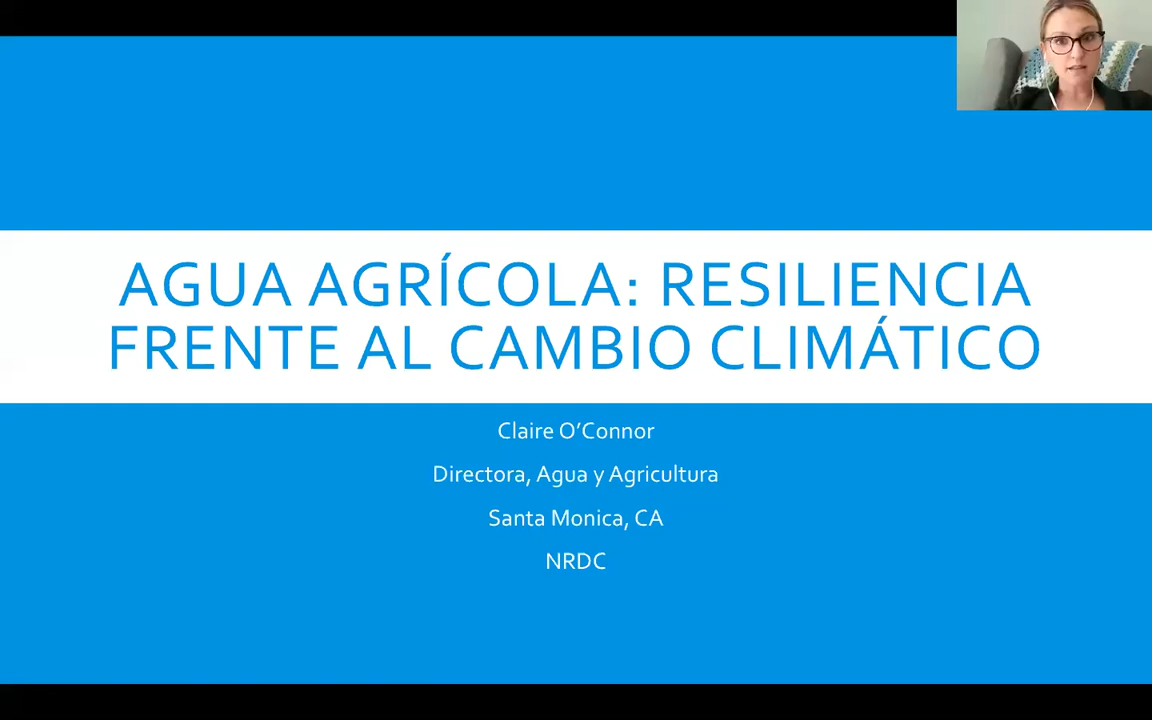 AGUA AGRÍCOLA: RESILIENCIA
FRENTE AL CAMBIO CLIMÁTICO
Claire O’Connor
Directora, Agua y Agricultura
Santa Monica, CA
NRDC